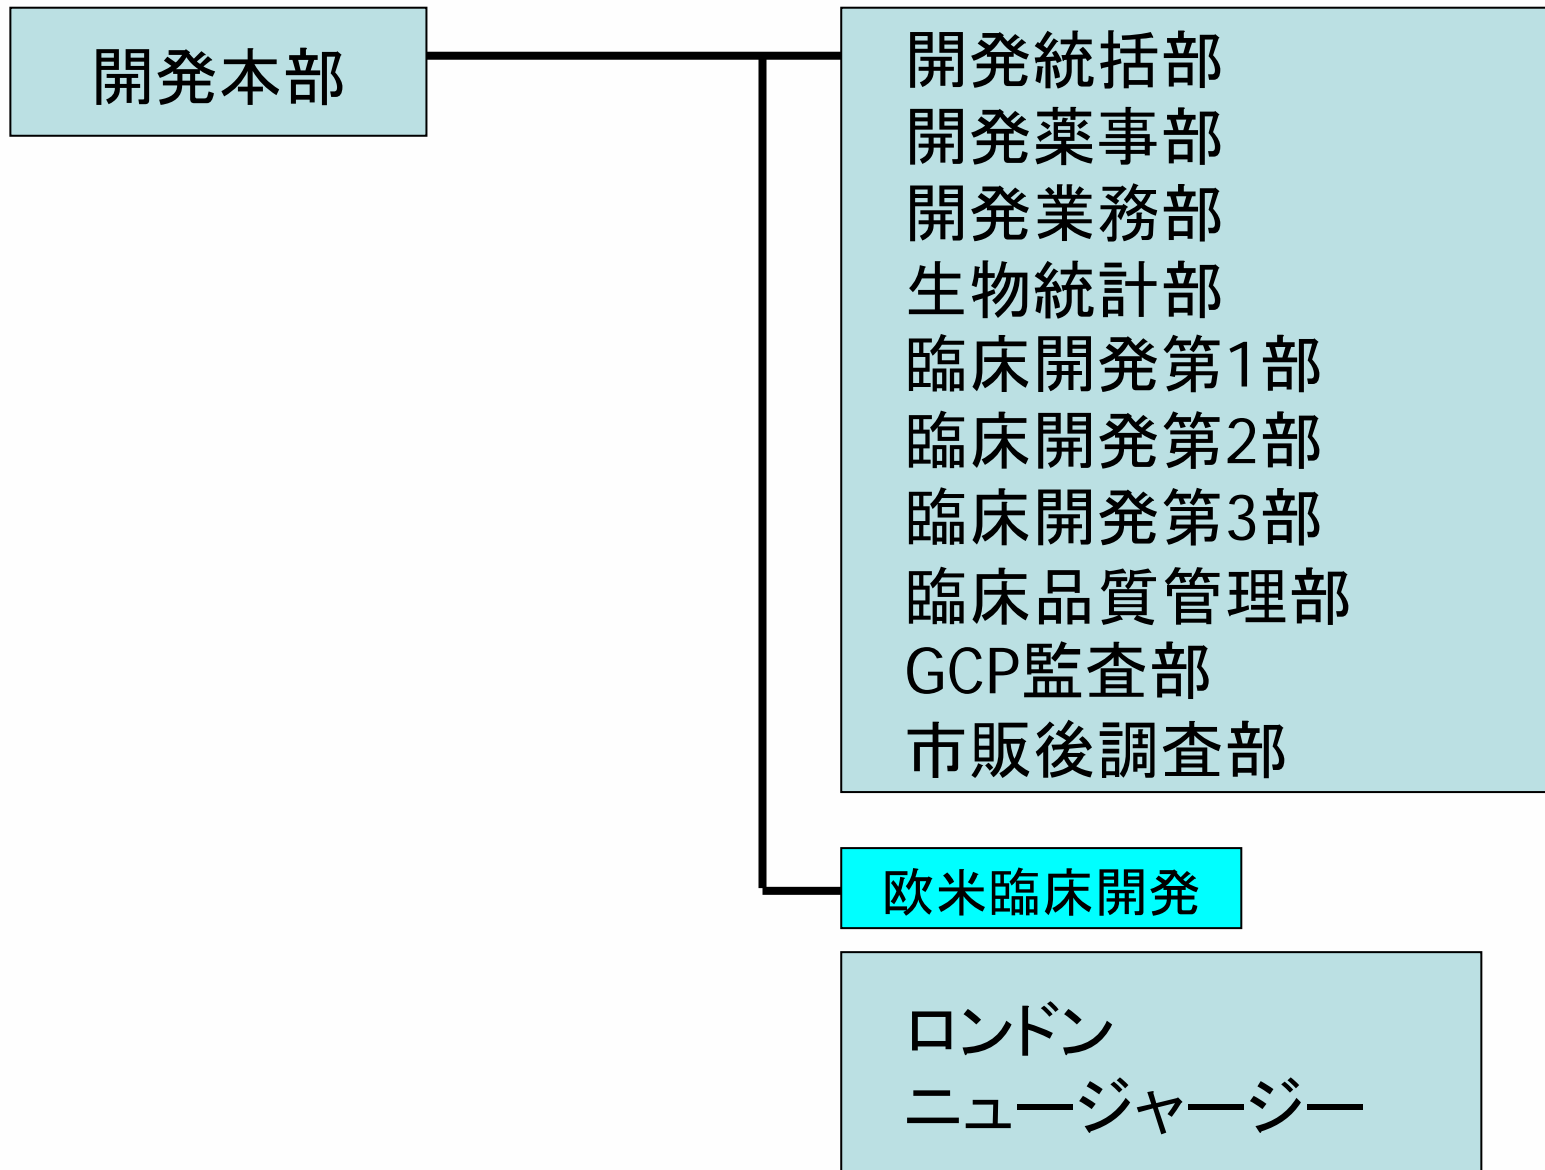 開発本部
開発統括部
開発薬事部
開発業務部
生物統計部
臨床開発第1部
臨床開発第2部
臨床開発第3部
臨床品質管理部
GCP監査部
市販後調査部
欧米臨床開発
ロンドン
ニュージャージー